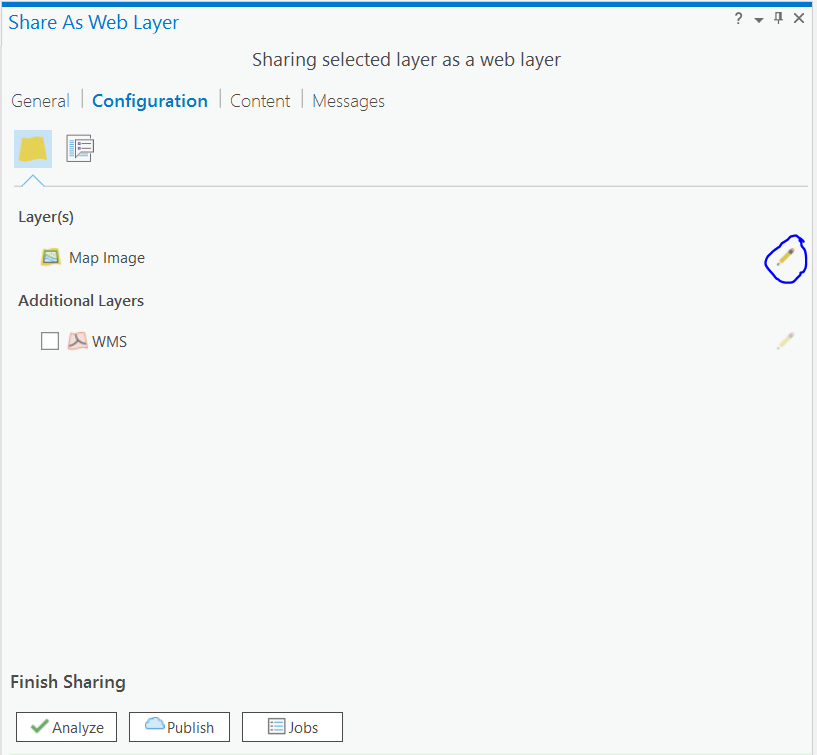 Share As Web Layer ?
Sharing selected layer as a web layer
General Configuration Content Messages
Layer(s)
Map Image
Additional Layers
WMS
Finish Sharing
Analyze Publish Jobs